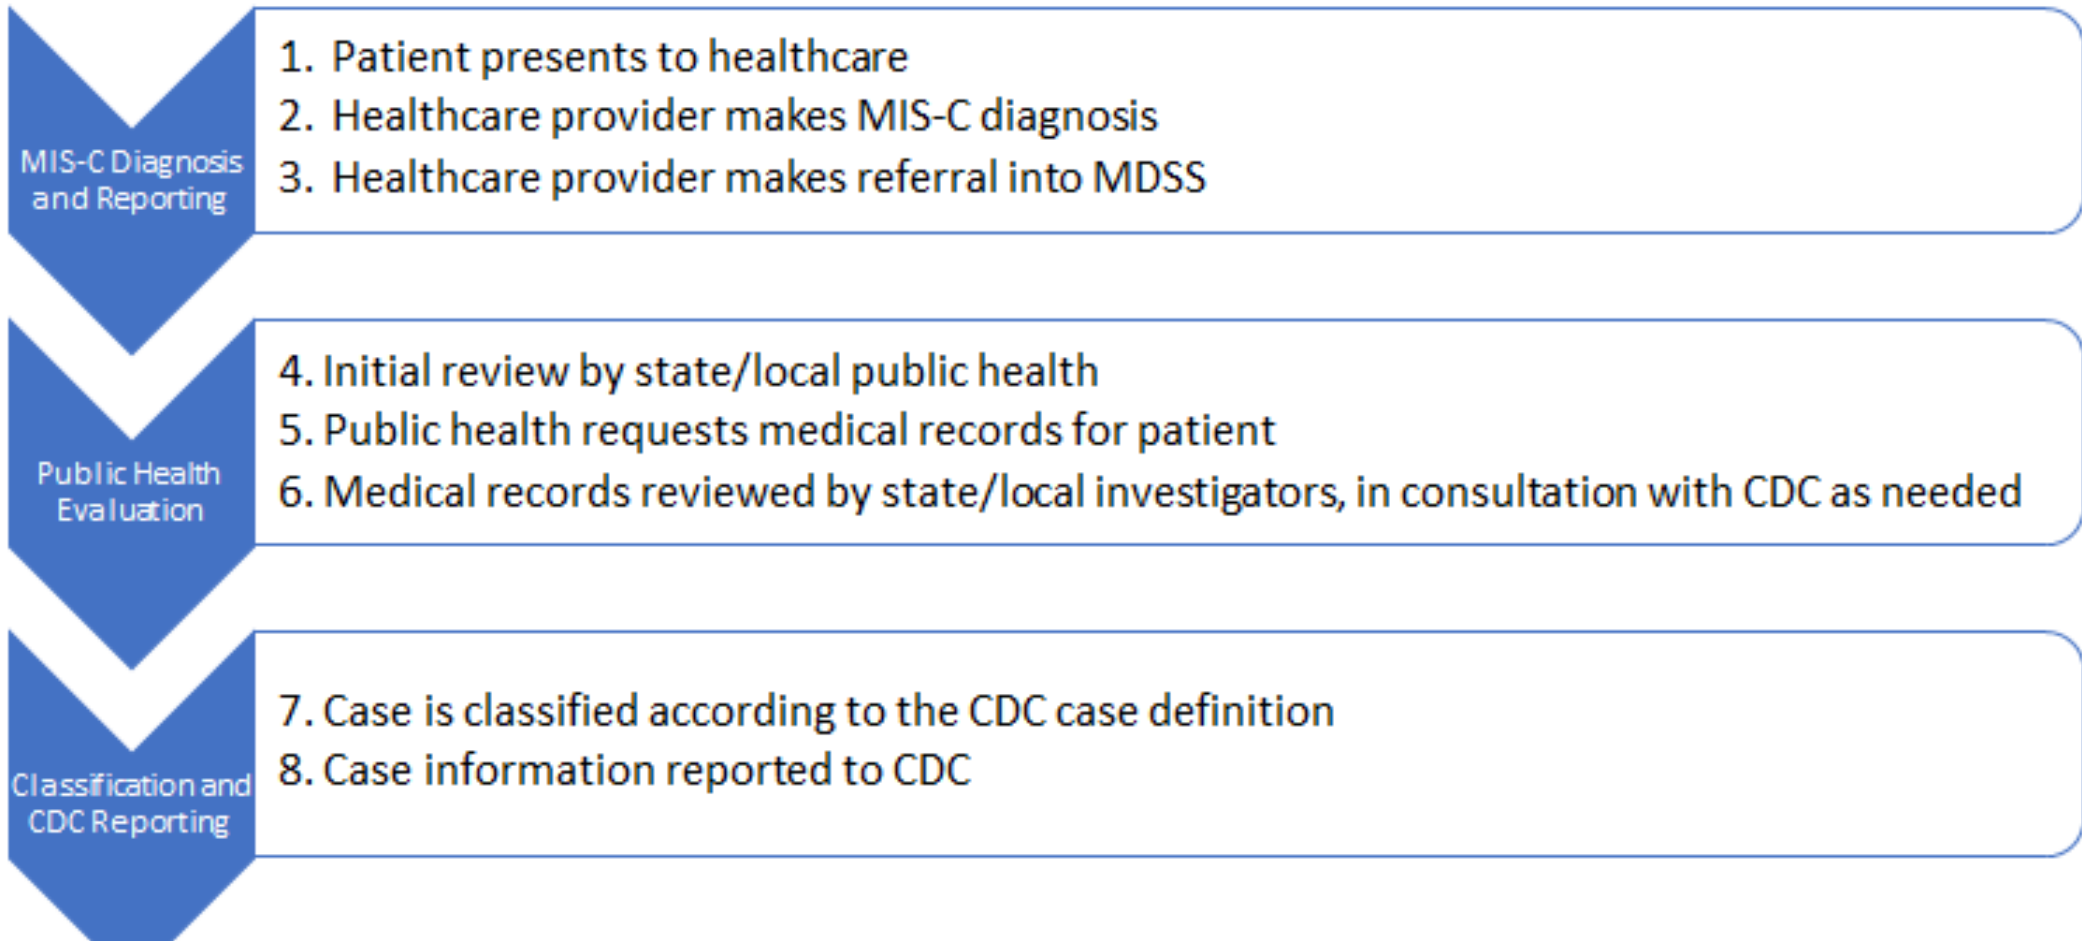 MIS-C Diagnosis
and Reporting
1. Patient presents to healthcare
2. Healthcare provider makes MIS-C diagnosis
3. Healthcare provider makes referral into MDSS
Public Health
Evaluation
4. Initial review by state/local public health
5. Public health requests medical records for patient
6. Medical records reviewed by state/local investigators, in consultation with CDC as needed
Classification and
CDC Reporting
7. Case is classified according to the CDC case definition
8. Case information reported to CDC